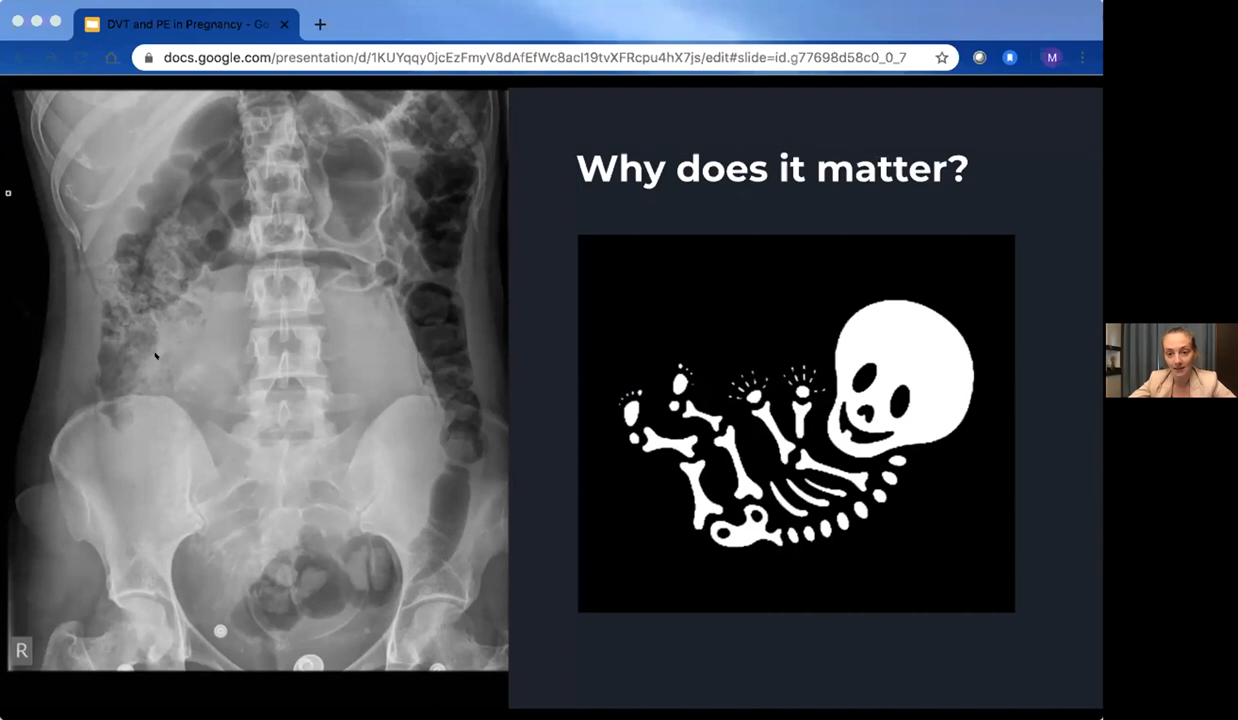 DVT and PE in Pregnancy - Go
docs.google.com/presentation/d/1KUYqqy0jcEzFmyV8dAfEfWc8acI19tvXFRcpu4hX7js/edit#slide=id.g77698d58c0_0_7
M
Why does it matter?
R